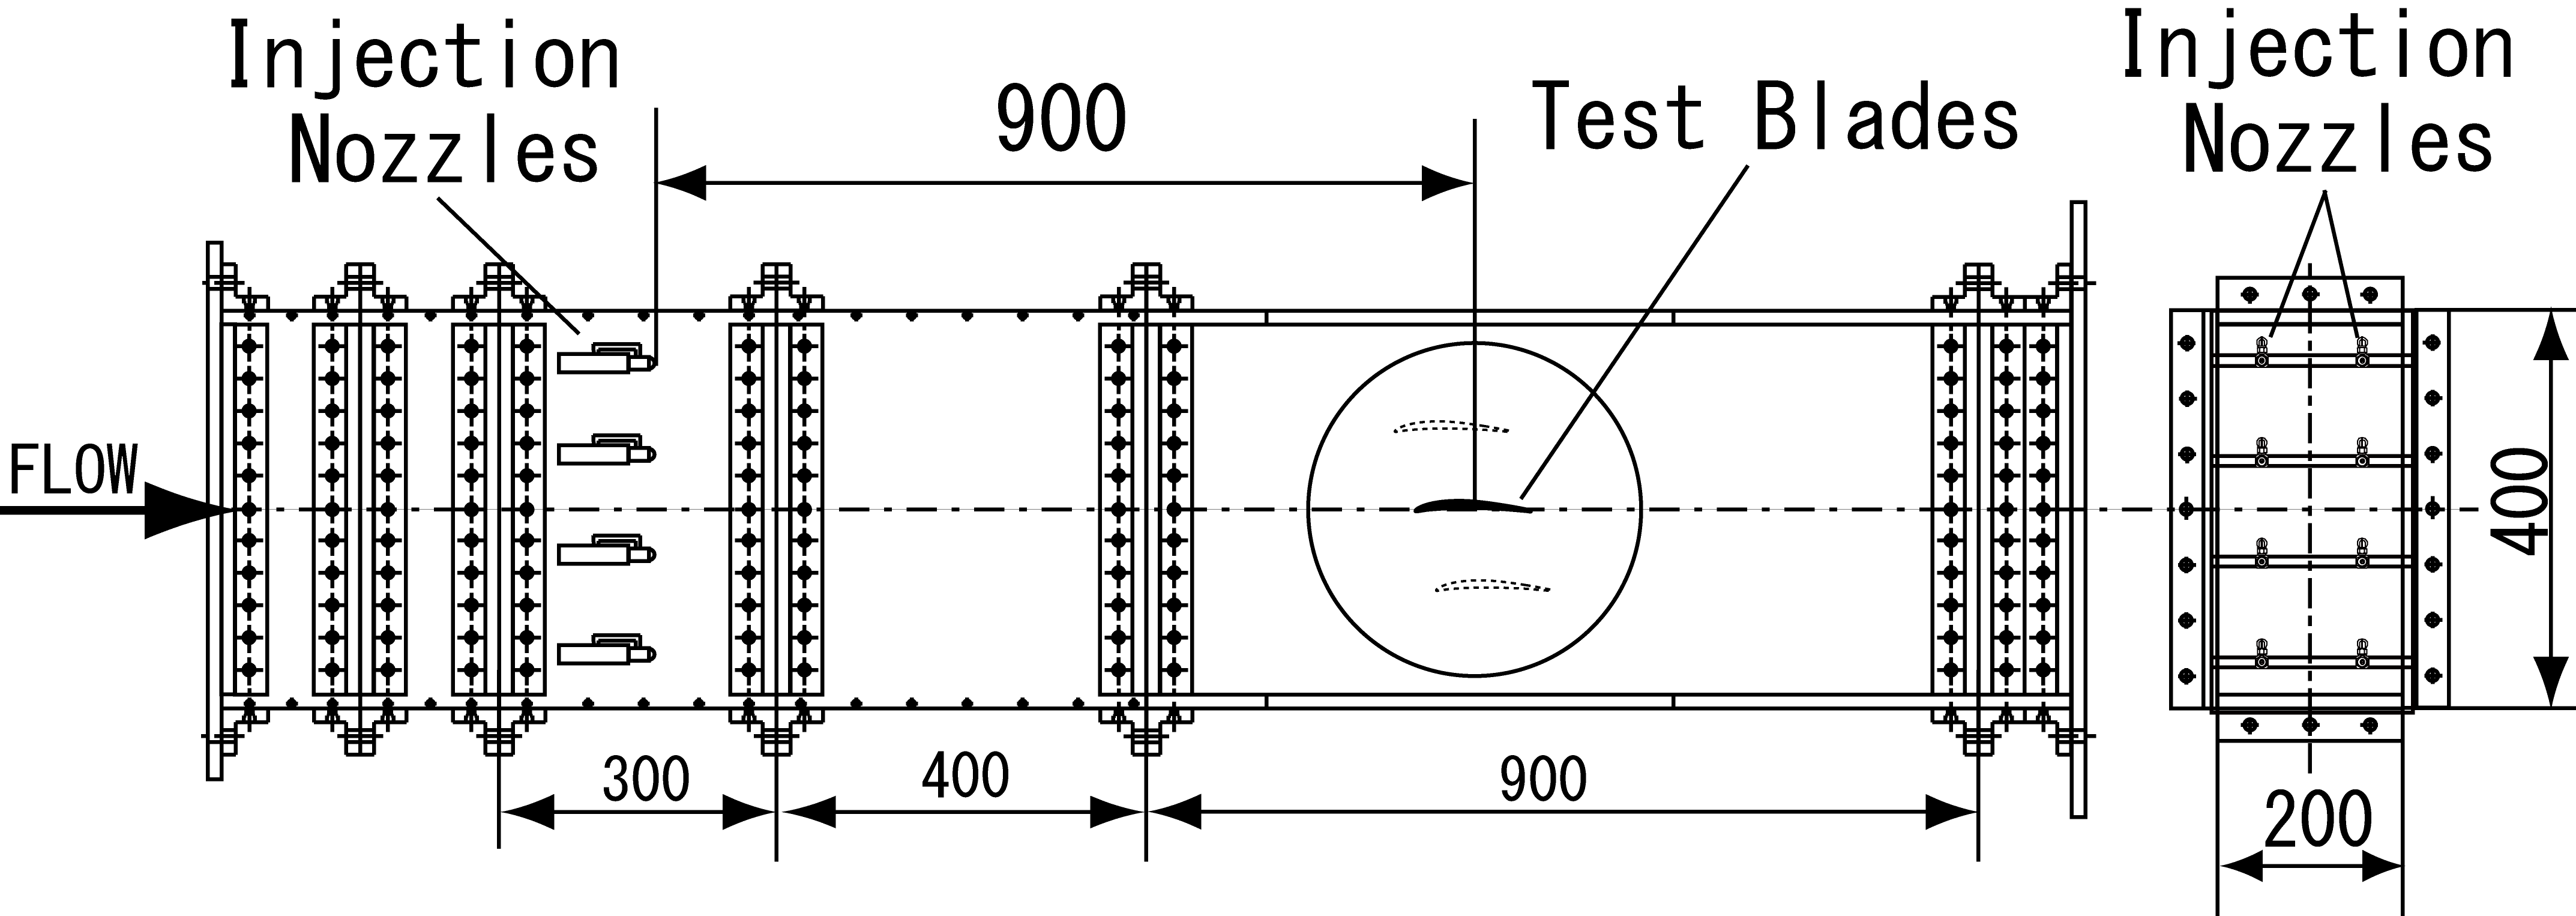 Injection
Nozzles
900
Test Blades
Injection
Nozzles
FLOW
400
300
400
900
200